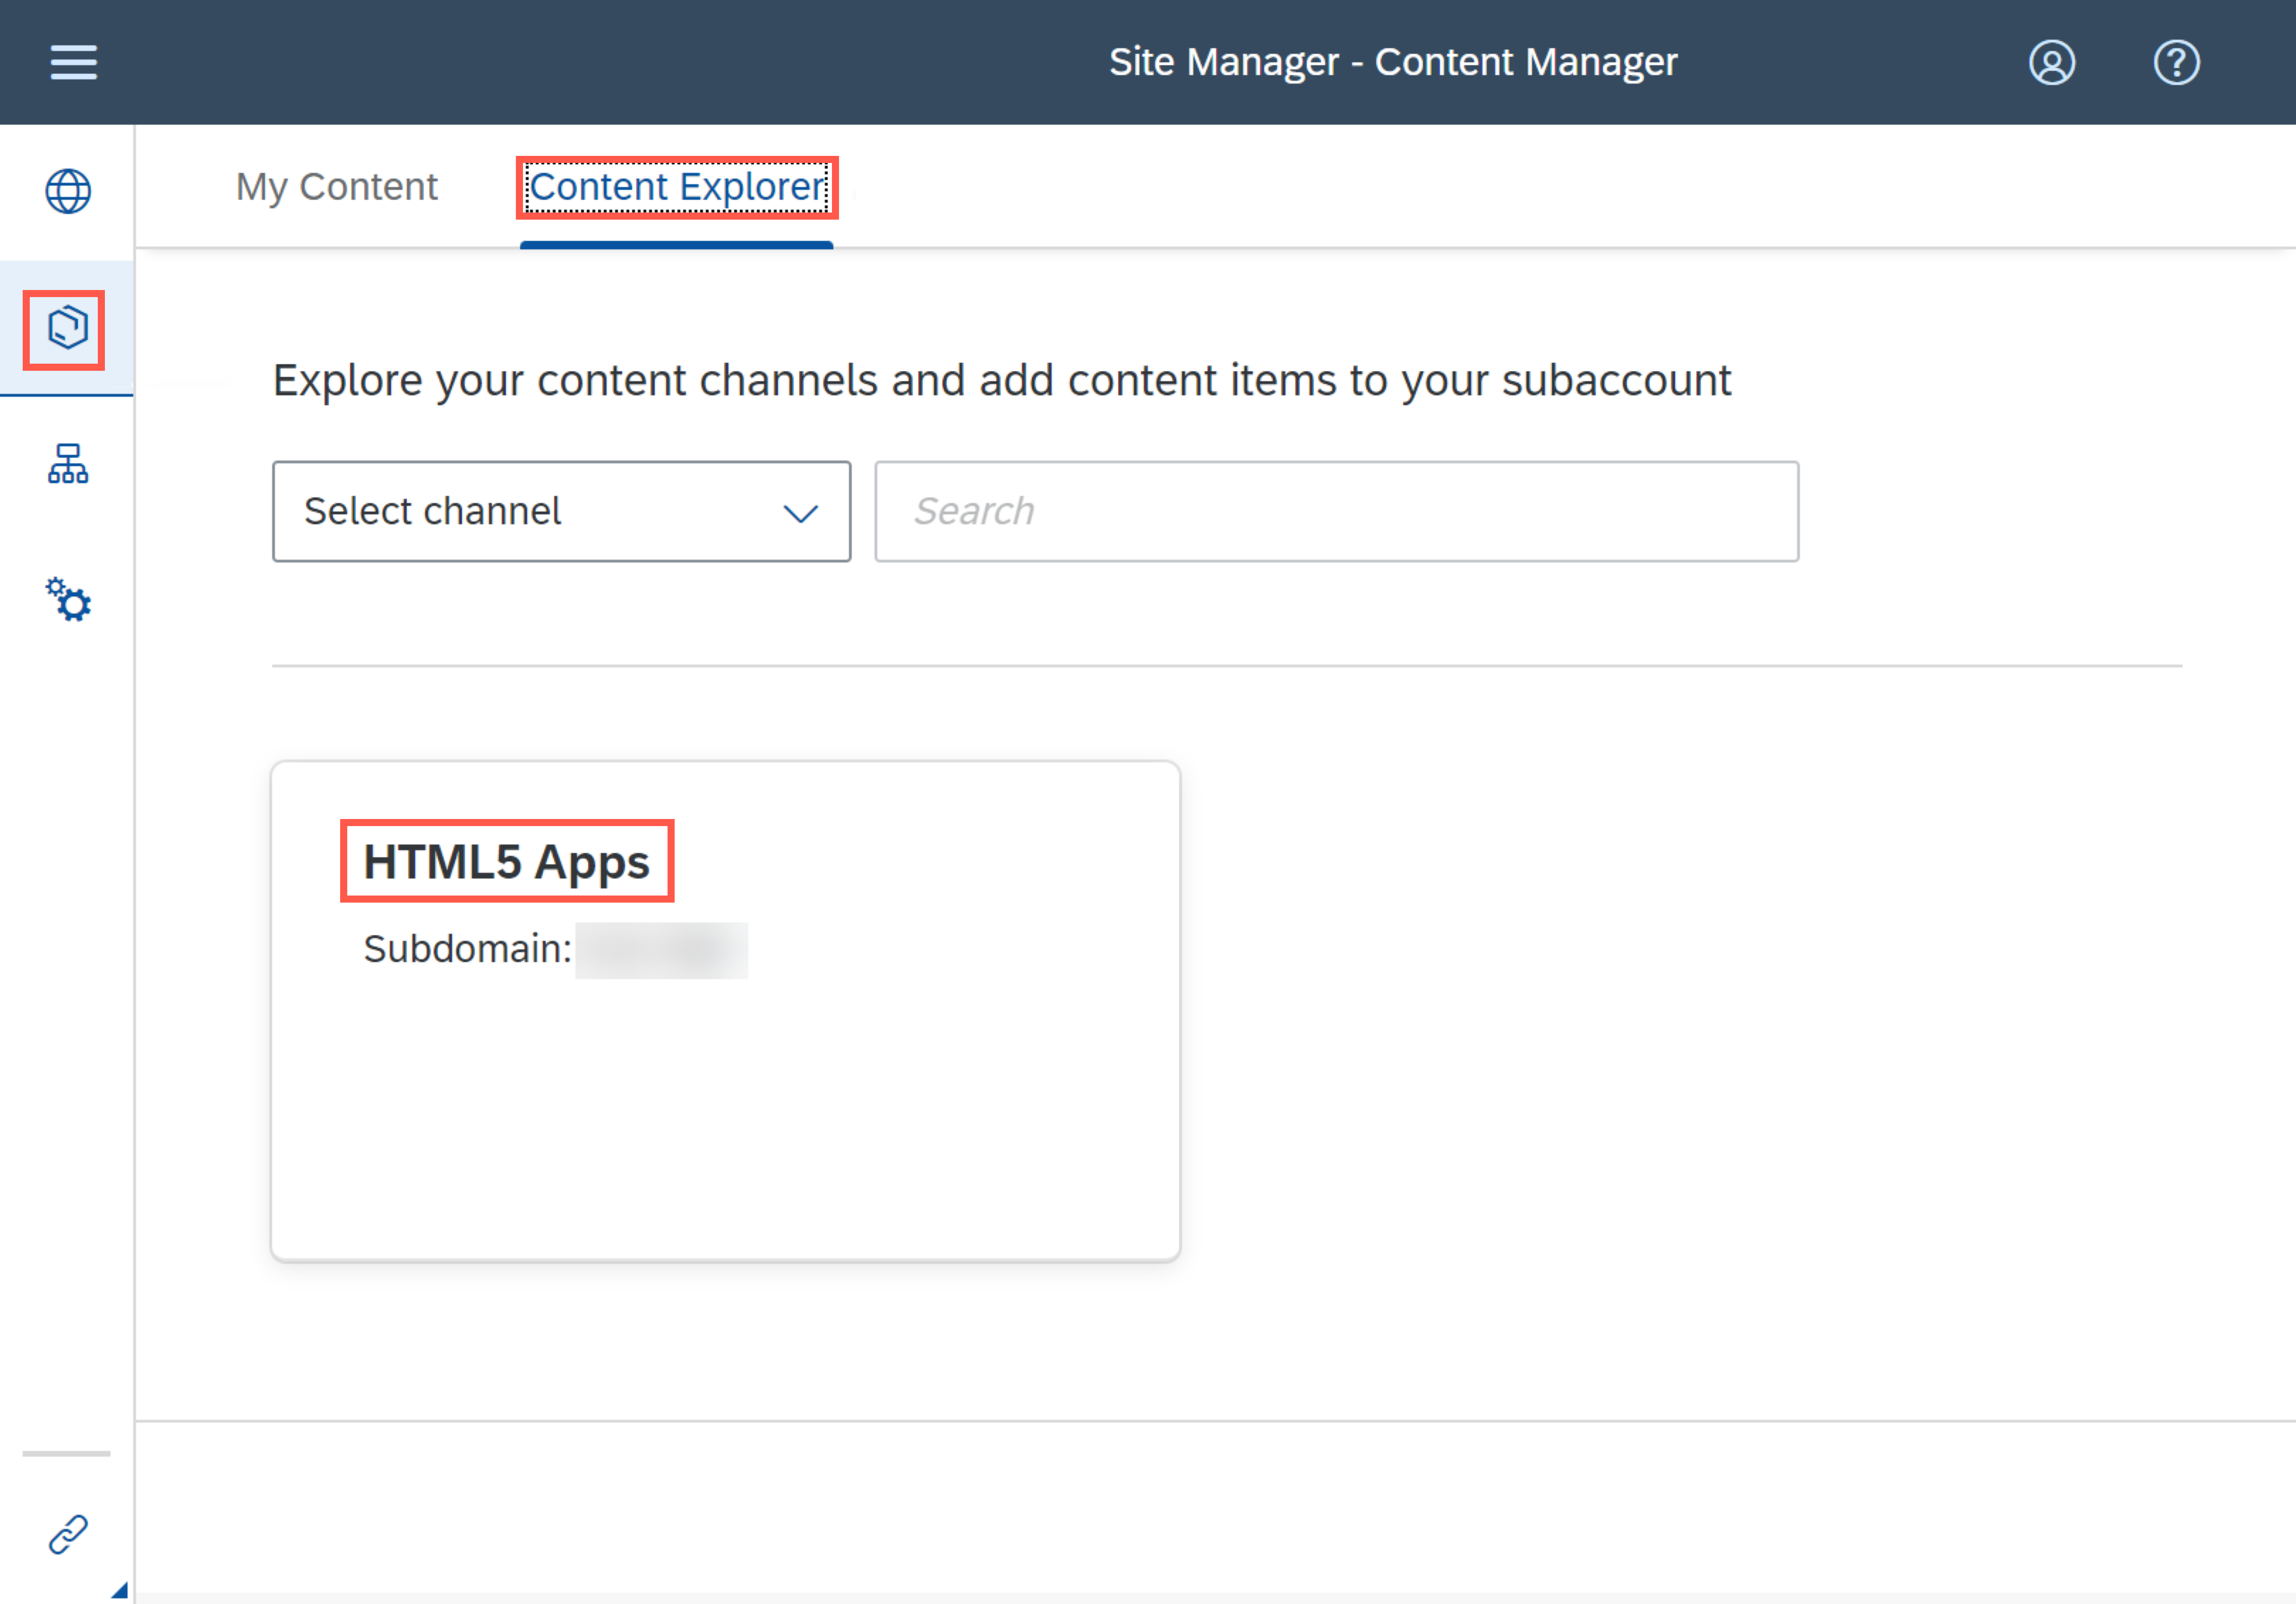 Site Manager - Content Manager
My Content
Content Explorer
Explore your content channels and add content items to your subaccount
Select channel
Search
HTML5 Apps
Subdomain: